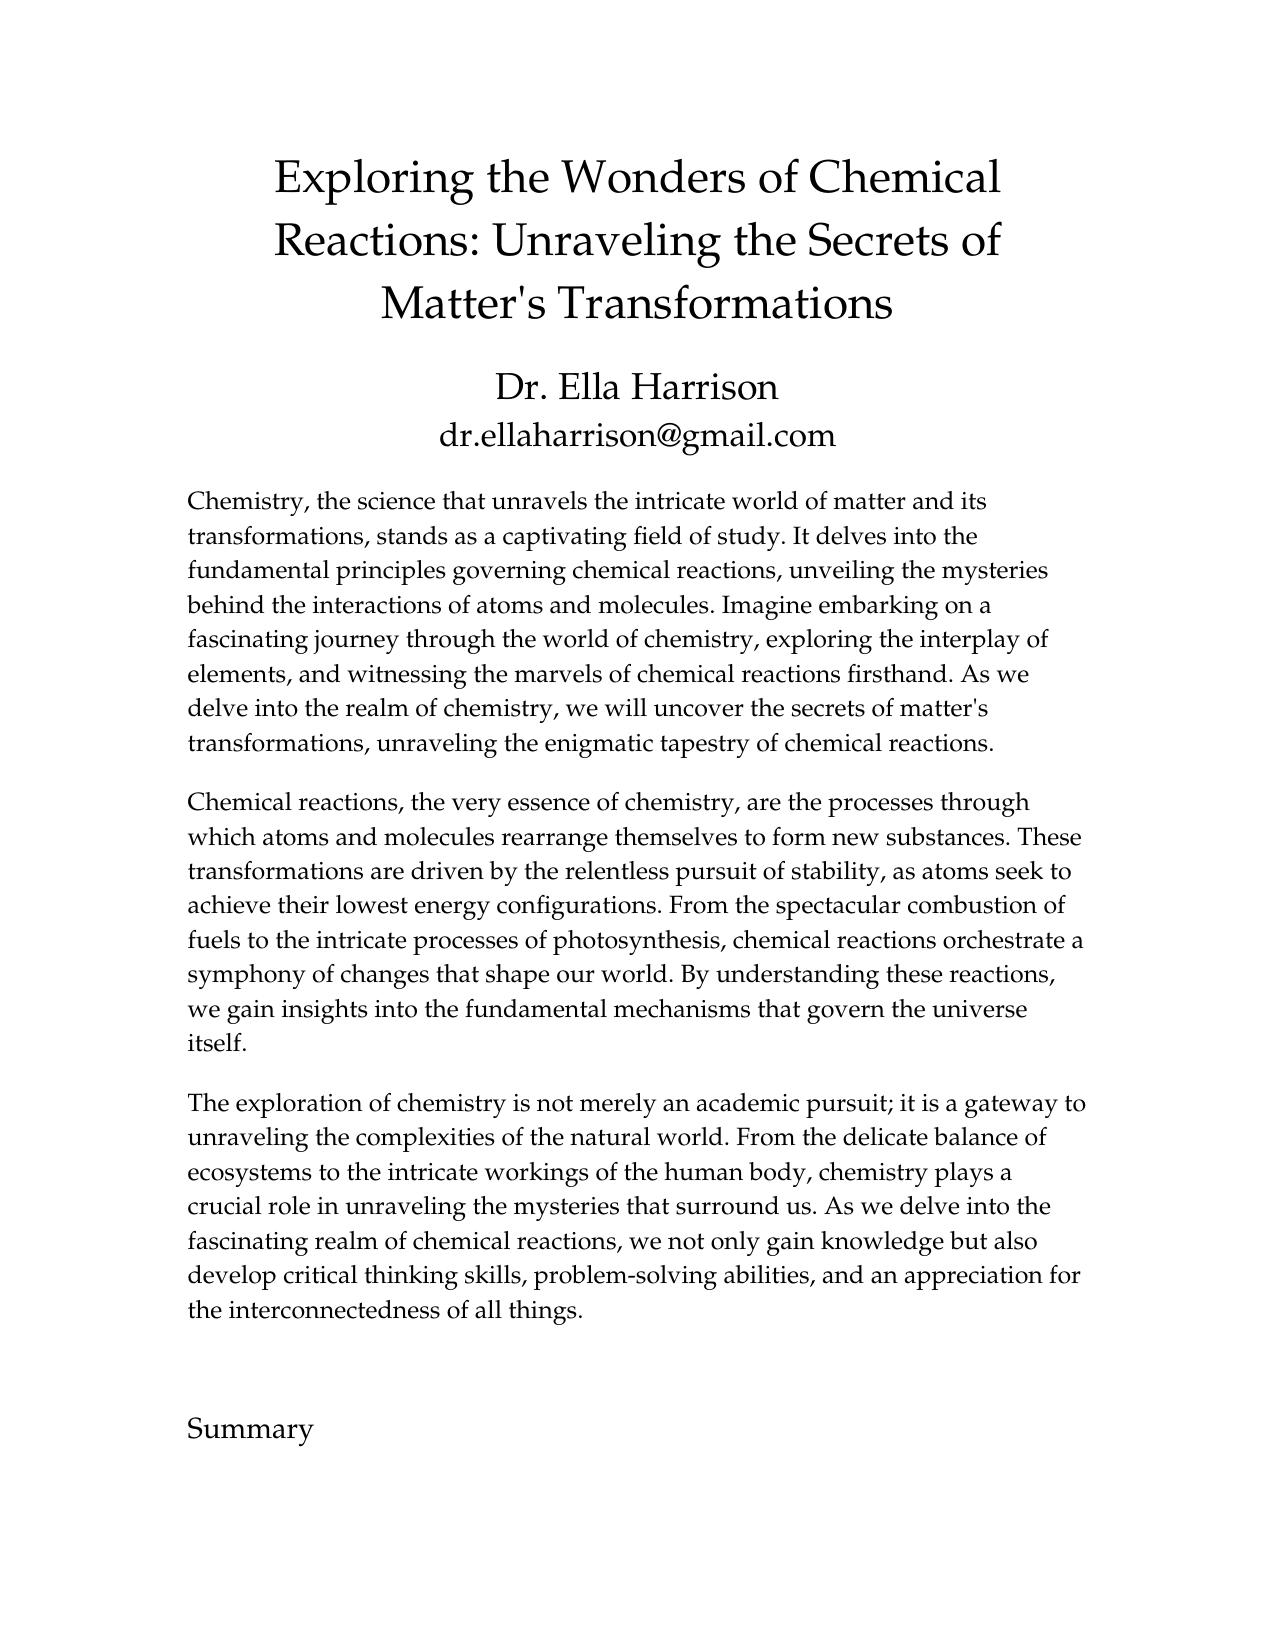 Exploring the Wonders of Chemical
Reactions: Unraveling the Secrets of
Matter's Transformations
Dr. Ella Harrison
dr.ellaharrison@gmail.com
Chemistry, the science that unravels the intricate world of matter and its
transformations, stands as a captivating field of study. It delves into the
fundamental principles governing chemical reactions, unveiling the mysteries
behind the interactions of atoms and molecules. Imagine embarking on a
fascinating journey through the world of chemistry, exploring the interplay of
elements, and witnessing the marvels of chemical reactions firsthand. As we
delve into the realm of chemistry, we will uncover the secrets of matter's
transformations, unraveling the enigmatic tapestry of chemical reactions.
Chemical reactions, the very essence of chemistry, are the processes through
which atoms and molecules rearrange themselves to form new substances. These
transformations are driven by the relentless pursuit of stability, as atoms seek to
achieve their lowest energy configurations. From the spectacular combustion of
fuels to the intricate processes of photosynthesis, chemical reactions orchestrate a
symphony of changes that shape our world. By understanding these reactions,
we gain insights into the fundamental mechanisms that govern the universe
itself.
The exploration of chemistry is not merely an academic pursuit; it is a gateway to
unraveling the complexities of the natural world. From the delicate balance of
ecosystems to the intricate workings of the human body, chemistry plays a
crucial role in unraveling the mysteries that surround us. As we delve into the
fascinating realm of chemical reactions, we not only gain knowledge but also
develop critical thinking skills, problem-solving abilities, and an appreciation for
the interconnectedness of all things.
Summary